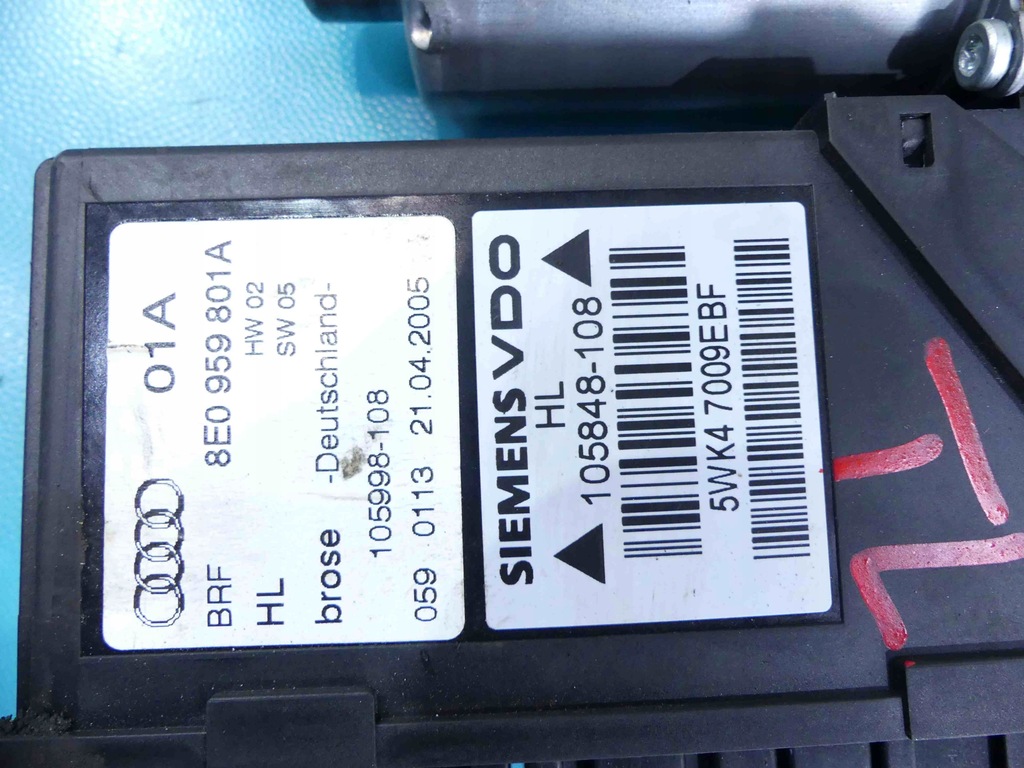 01A
BRF 8E0 959 801A
HL HW 02
SW 05
brose -Deutschland-
105998-108
059 0113 21.04.2005
SIEMENS VDO
HL
105848-108
5WK4 7009EBF